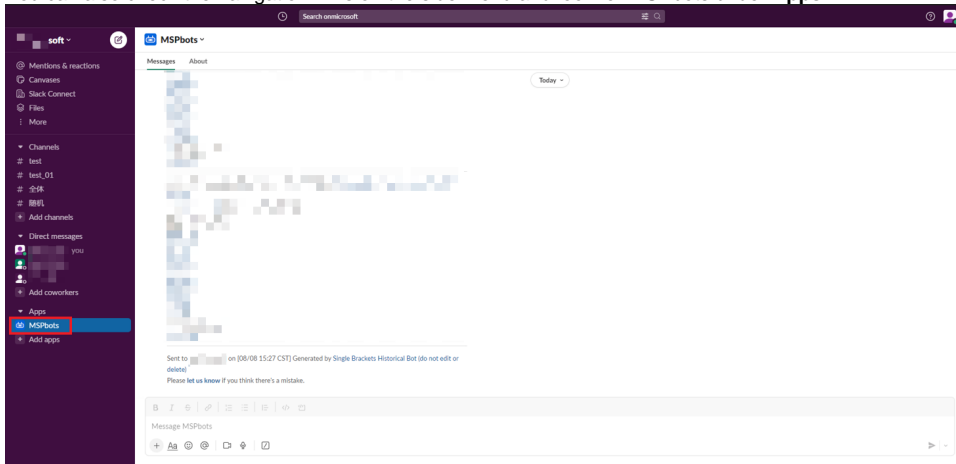 Search onmicrosoft
soft
MSPbots
Messages About
Today
Mentions & reactions
Canvases
Slack Connect
Files
More
Channels
# test
# test_01
# 全体
# 随机
+ Add channels
Direct messages
you
+ Add coworkers
Apps
MSPbots
+ Add apps
Sent to on [08/08 15:27 CST] Generated by Single Brackets Historical Bot (do not edit or
delete)
Please let us know if you think there's a mistake.
Message MSPbots
Aa